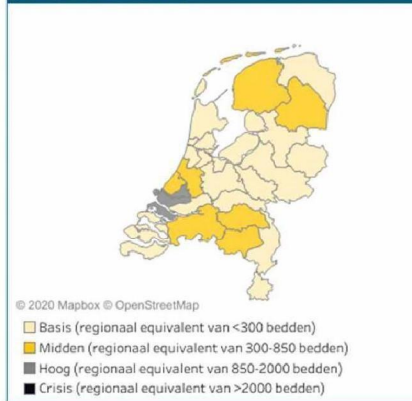 © 2020 Mapbox © OpenStreetMap
Basis (regionaal equivalent van <300 bedden)
Midden (regionaal equivalent van 300-850 bedden)
Hoog (regionaal equivalent van 850-2000 bedden)
Crisis (regionaal equivalent van >2000 bedden)